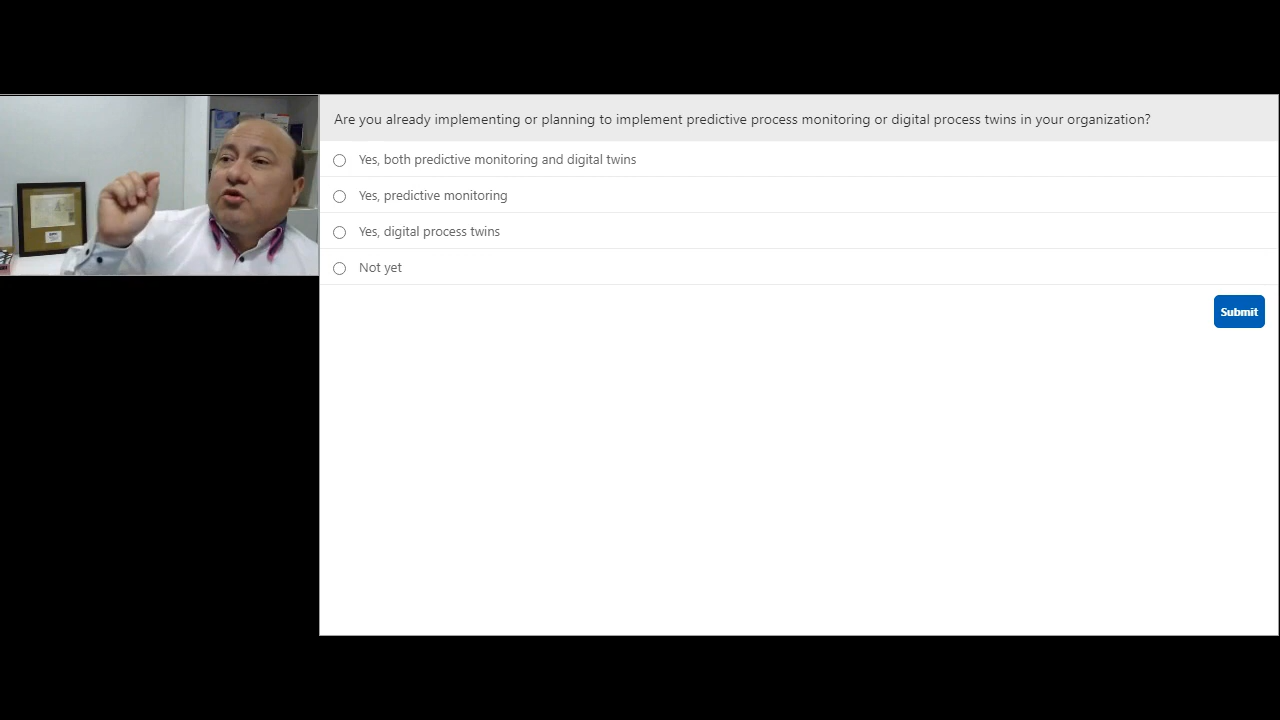 Are you already implementing or planning to implement predictive process monitoring or digital process twins in your organization?
Yes, both predictive monitoring and digital twins
Yes, predictive monitoring
Yes, digital process twins
Not yet
Submit